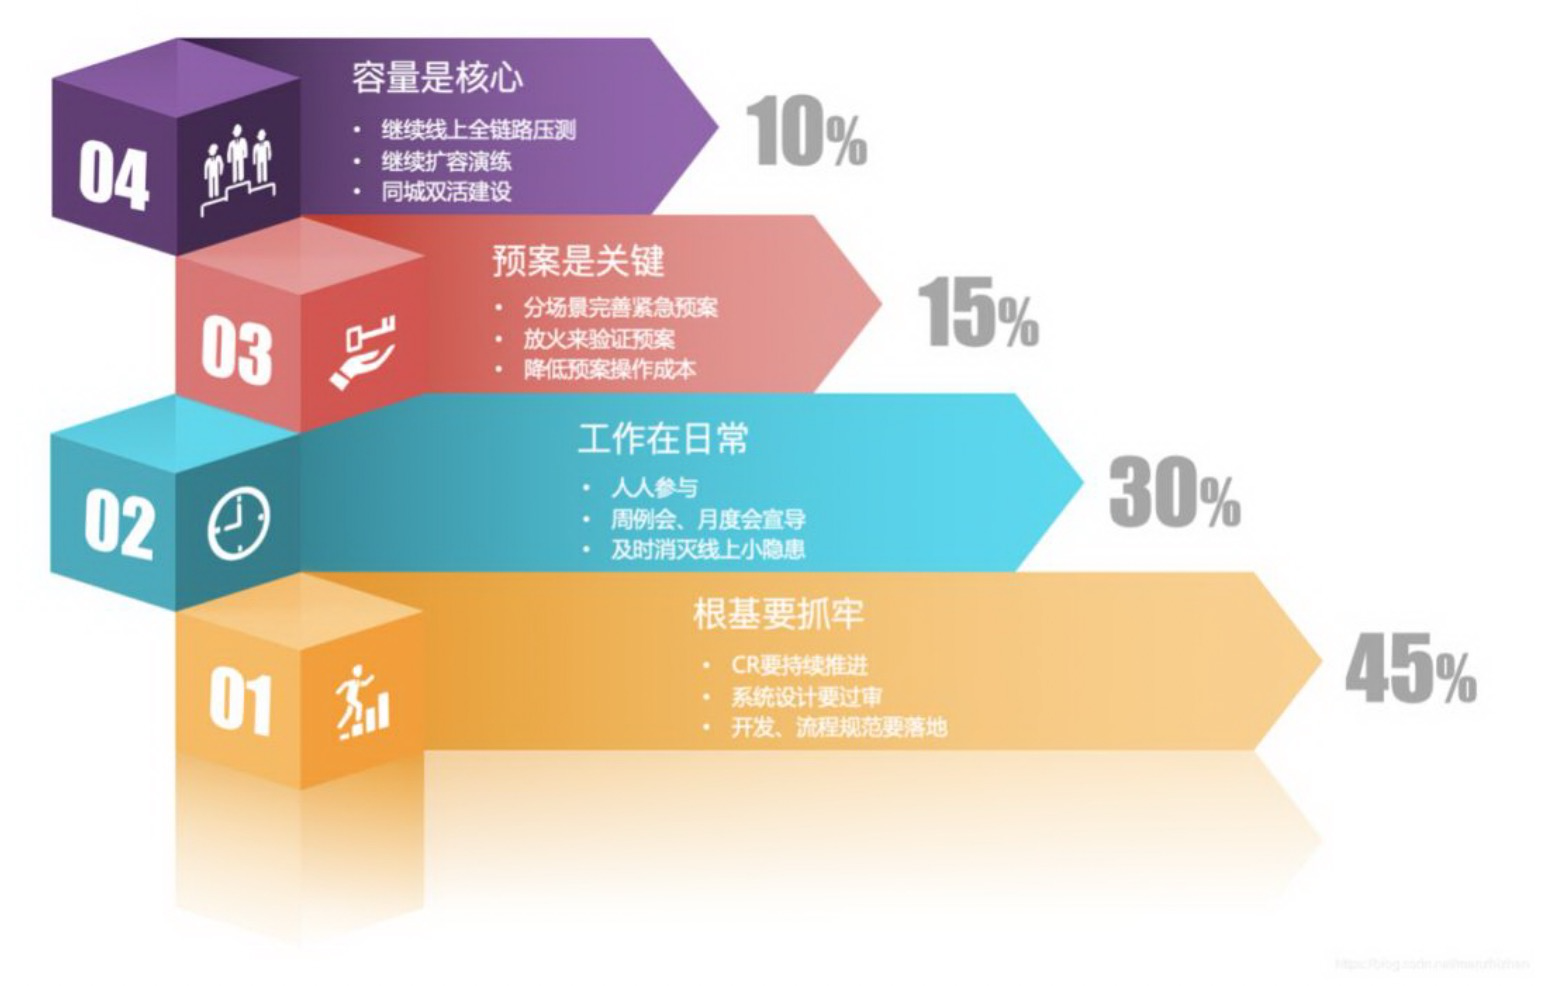 04
容量是核心
10%
• 继续线上全链路压测
• 继续扩容演练
• 同城双活建设
03
预案是关键
15%
• 分场景完善紧急预案
• 放火来验证预案
• 降低预案操作成本
02
工作在日常
30%
• 人人参与
• 周例会、月度会宣导
• 及时消灭线上小隐患
01
根基要抓牢
45%
• CR要持续推进
• 系统设计要过审
• 开发、流程规范要落地